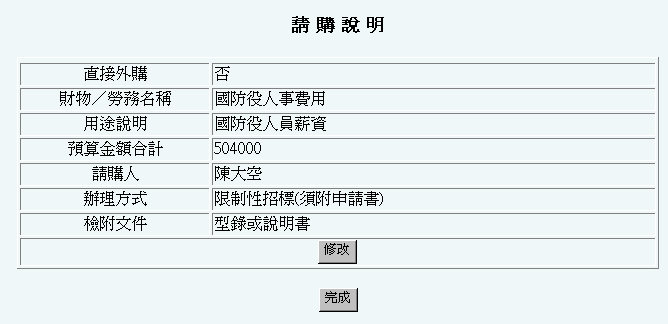 請購說明
直接外購 否
財物／勞務名稱 國防役人事費用
用途說明 國防役人員薪資
預算金額合計 504000
請購人 陳大空
辦理方式 限制性招標(須附申請書)
檢附文件 型錄或說明書
修改
完成